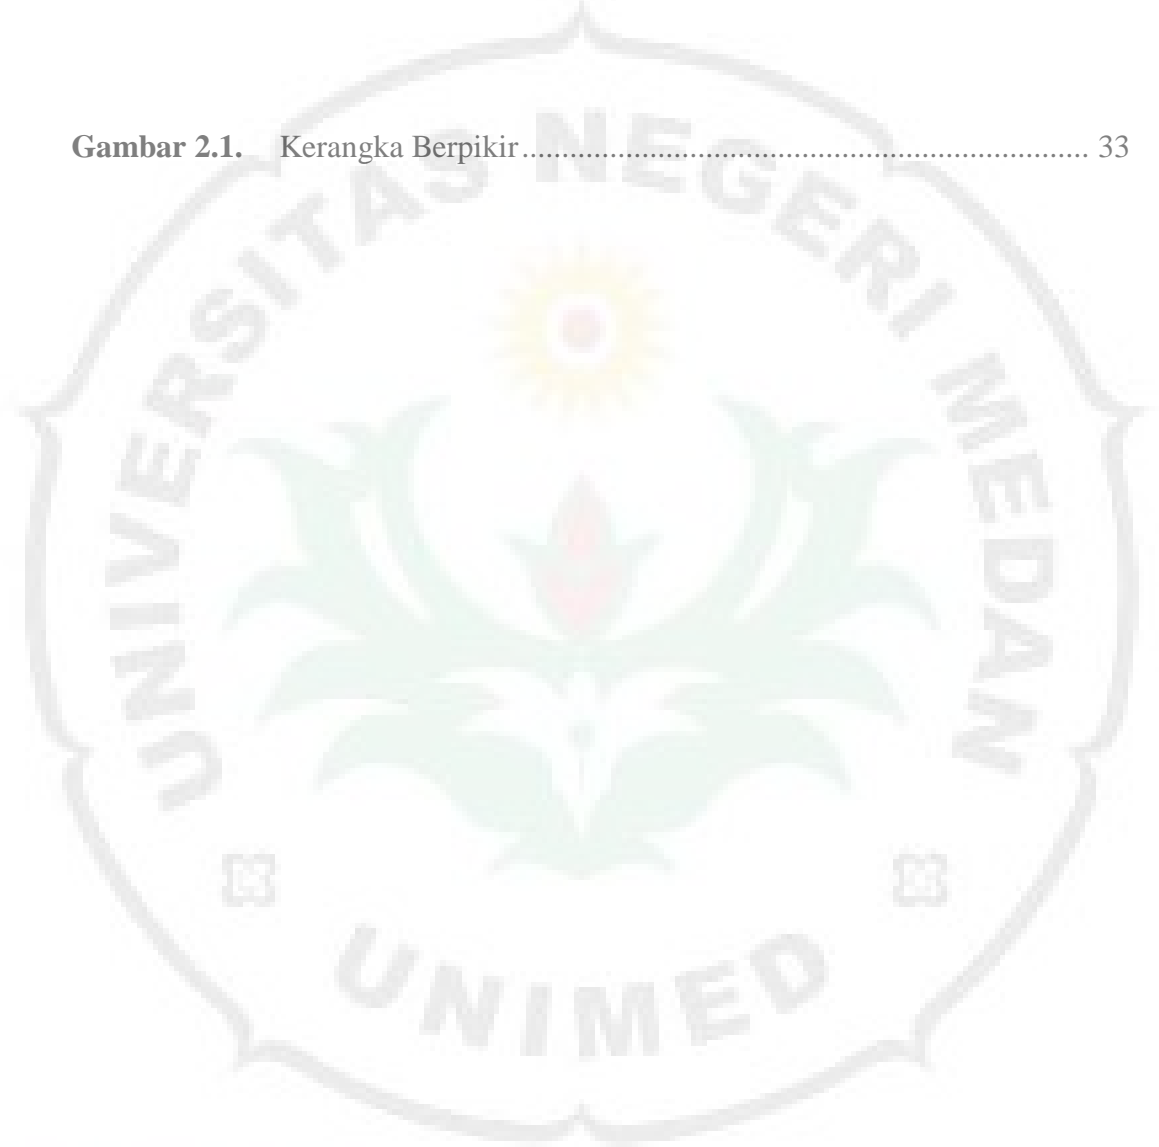 Gambar 2.1. Kerangka Berpikir....................................................................... 33
UNIVERSITAS NEGERI MEDAN
UNIMED